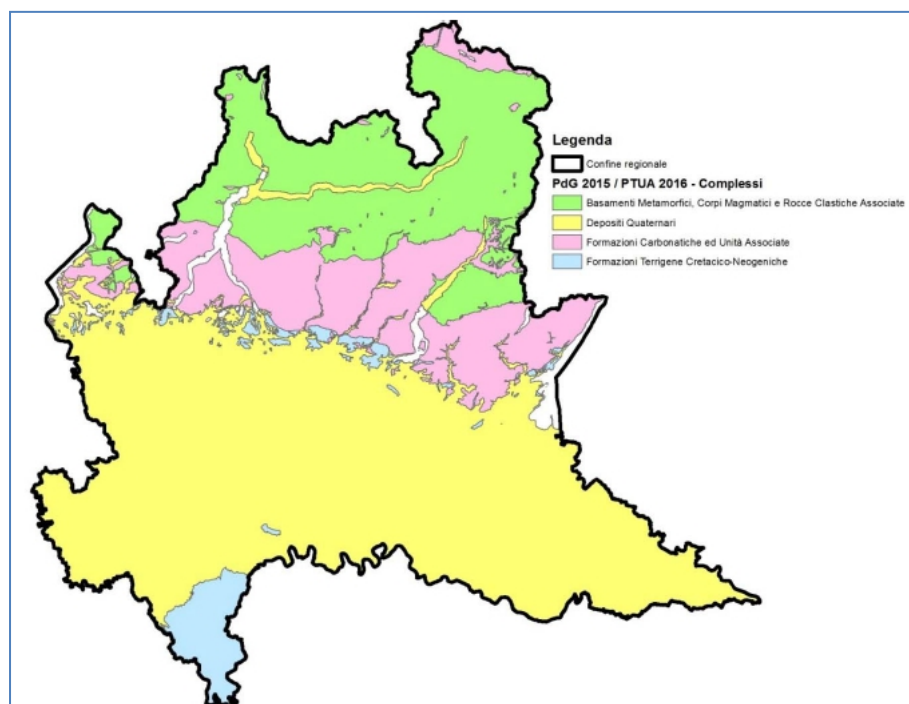 Legenda
Confine regionale
PdG 2015 / PTUA 2016 - Complessi
Basamenti Metamorfici, Corpi Magmatici e Rocce Clastiche Associate
Depositi Quaternari
Formazioni Carbonatiche ed Unità Associate
Formazioni Terrigene Cretacico-Neogeniche